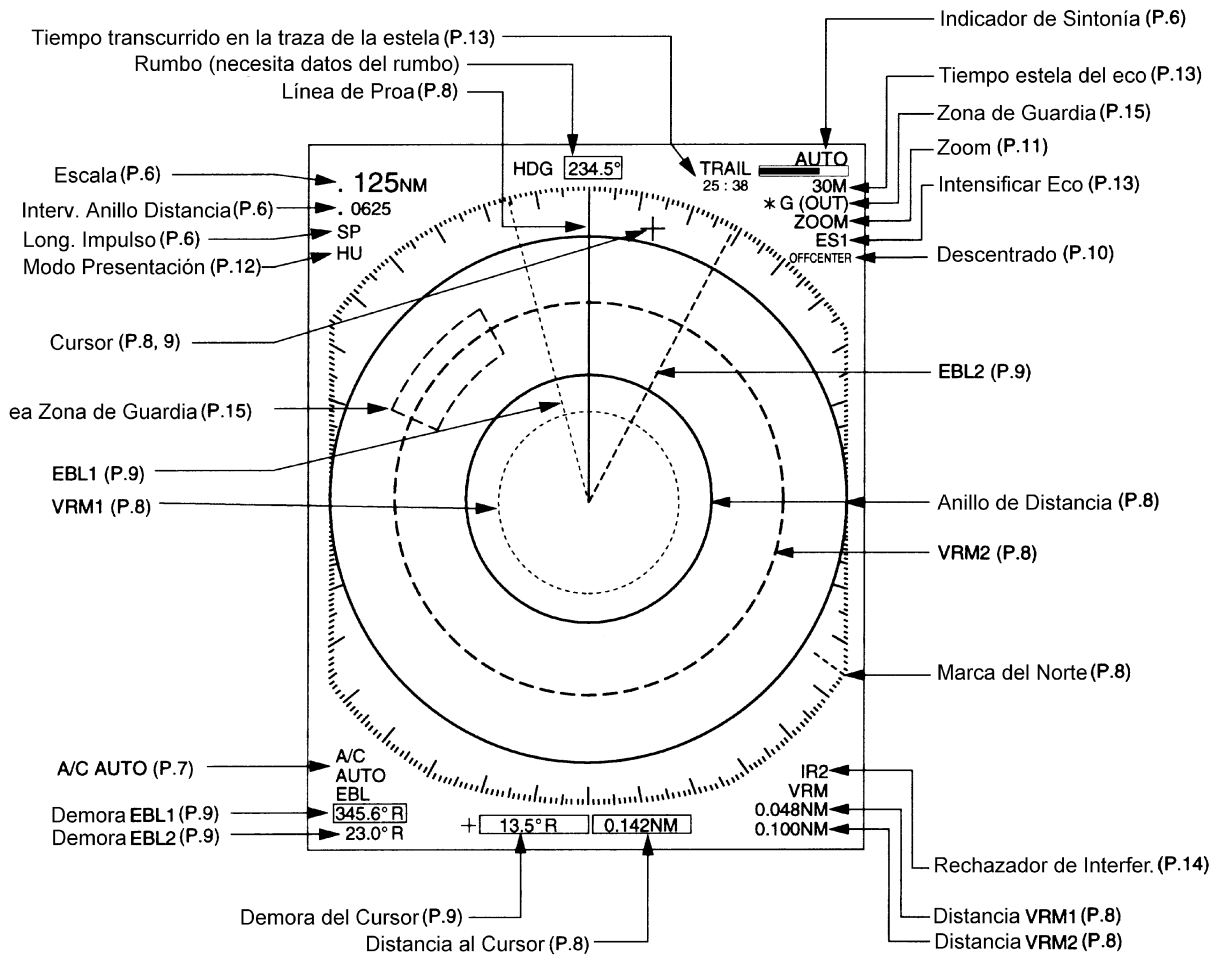 Indicador de Sintonía (P.6)
Tiempo transcurrido en la traza de la estela (P.13)
Rumbo (necesita datos del rumbo)
Línea de Proa (P.8)
Tiempo estela del eco (P.13)
Zona de Guardia (P.15)
Zoom (P.11)
Intensificar Eco (P.13)
Descentrado (P.10)
Escala (P.6)
Interv. Anillo Distancia (P.6)
Long. Impulso (P.6)
Modo Presentación (P.12)
. 125NM
. 0625
SP
HU
HDG 234.5°
TRAIL
25 : 38
AUTO
30M
* G (OUT)
ZOOM
ES1
OFFCENTER
Cursor (P.8, 9)
EBL2 (P.9)
ea Zona de Guardia (P.15)
EBL1 (P.9)
VRM1 (P.8)
Anillo de Distancia (P.8)
VRM2 (P.8)
Marca del Norte (P.8)
A/C AUTO (P.7)
Demora EBL1 (P.9)
Demora EBL2 (P.9)
A/C
AUTO
EBL
345.6° R
23.0° R
+ 13.5° R 0.142NM
IR2
VRM
0.048NM
0.100NM
Rechazador de Interfer. (P.14)
Demora del Cursor (P.9)
Distancia al Cursor (P.8)
Distancia VRM1 (P.8)
Distancia VRM2 (P.8)